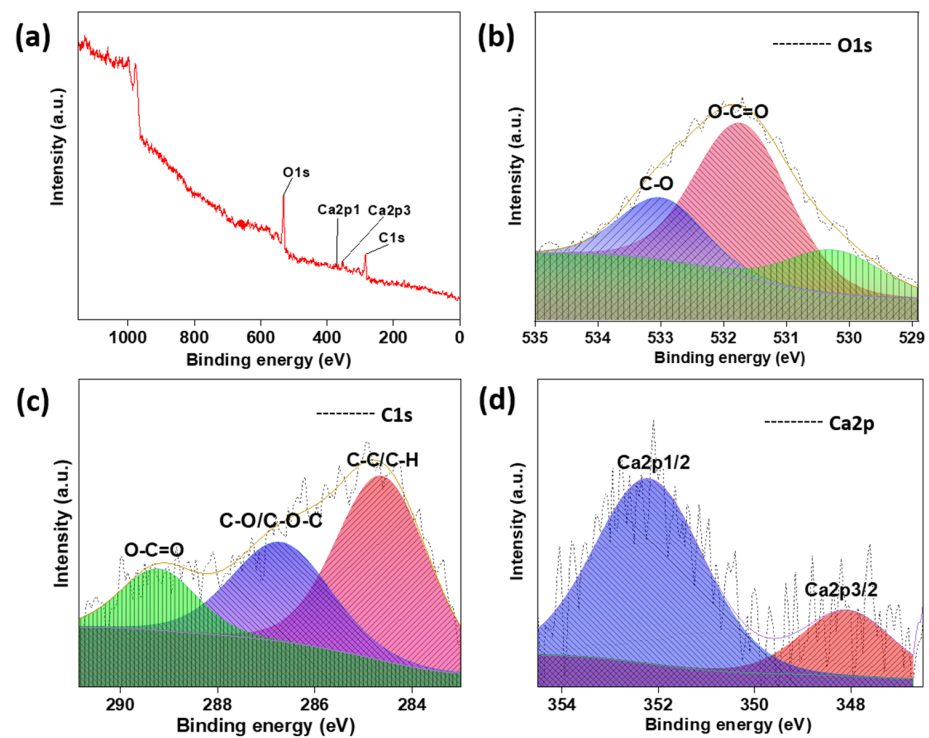 (a)
Intensity (a.u.)
O1s
Ca2p1
Ca2p3
C1s
1000 800 600 400 200 0
Binding energy (eV)
(b)
Intensity (a.u.)
O1s
O-C=O
C-O
535 534 533 532 531 530 529
Binding energy (eV)
(c)
Intensity (a.u.)
C1s
C-C/C-H
C-O/C-O-C
O-C=O
290 288 286 284
Binding energy (eV)
(d)
Intensity (a.u.)
Ca2p
Ca2p1/2
Ca2p3/2
354 352 350 348
Binding energy (eV)